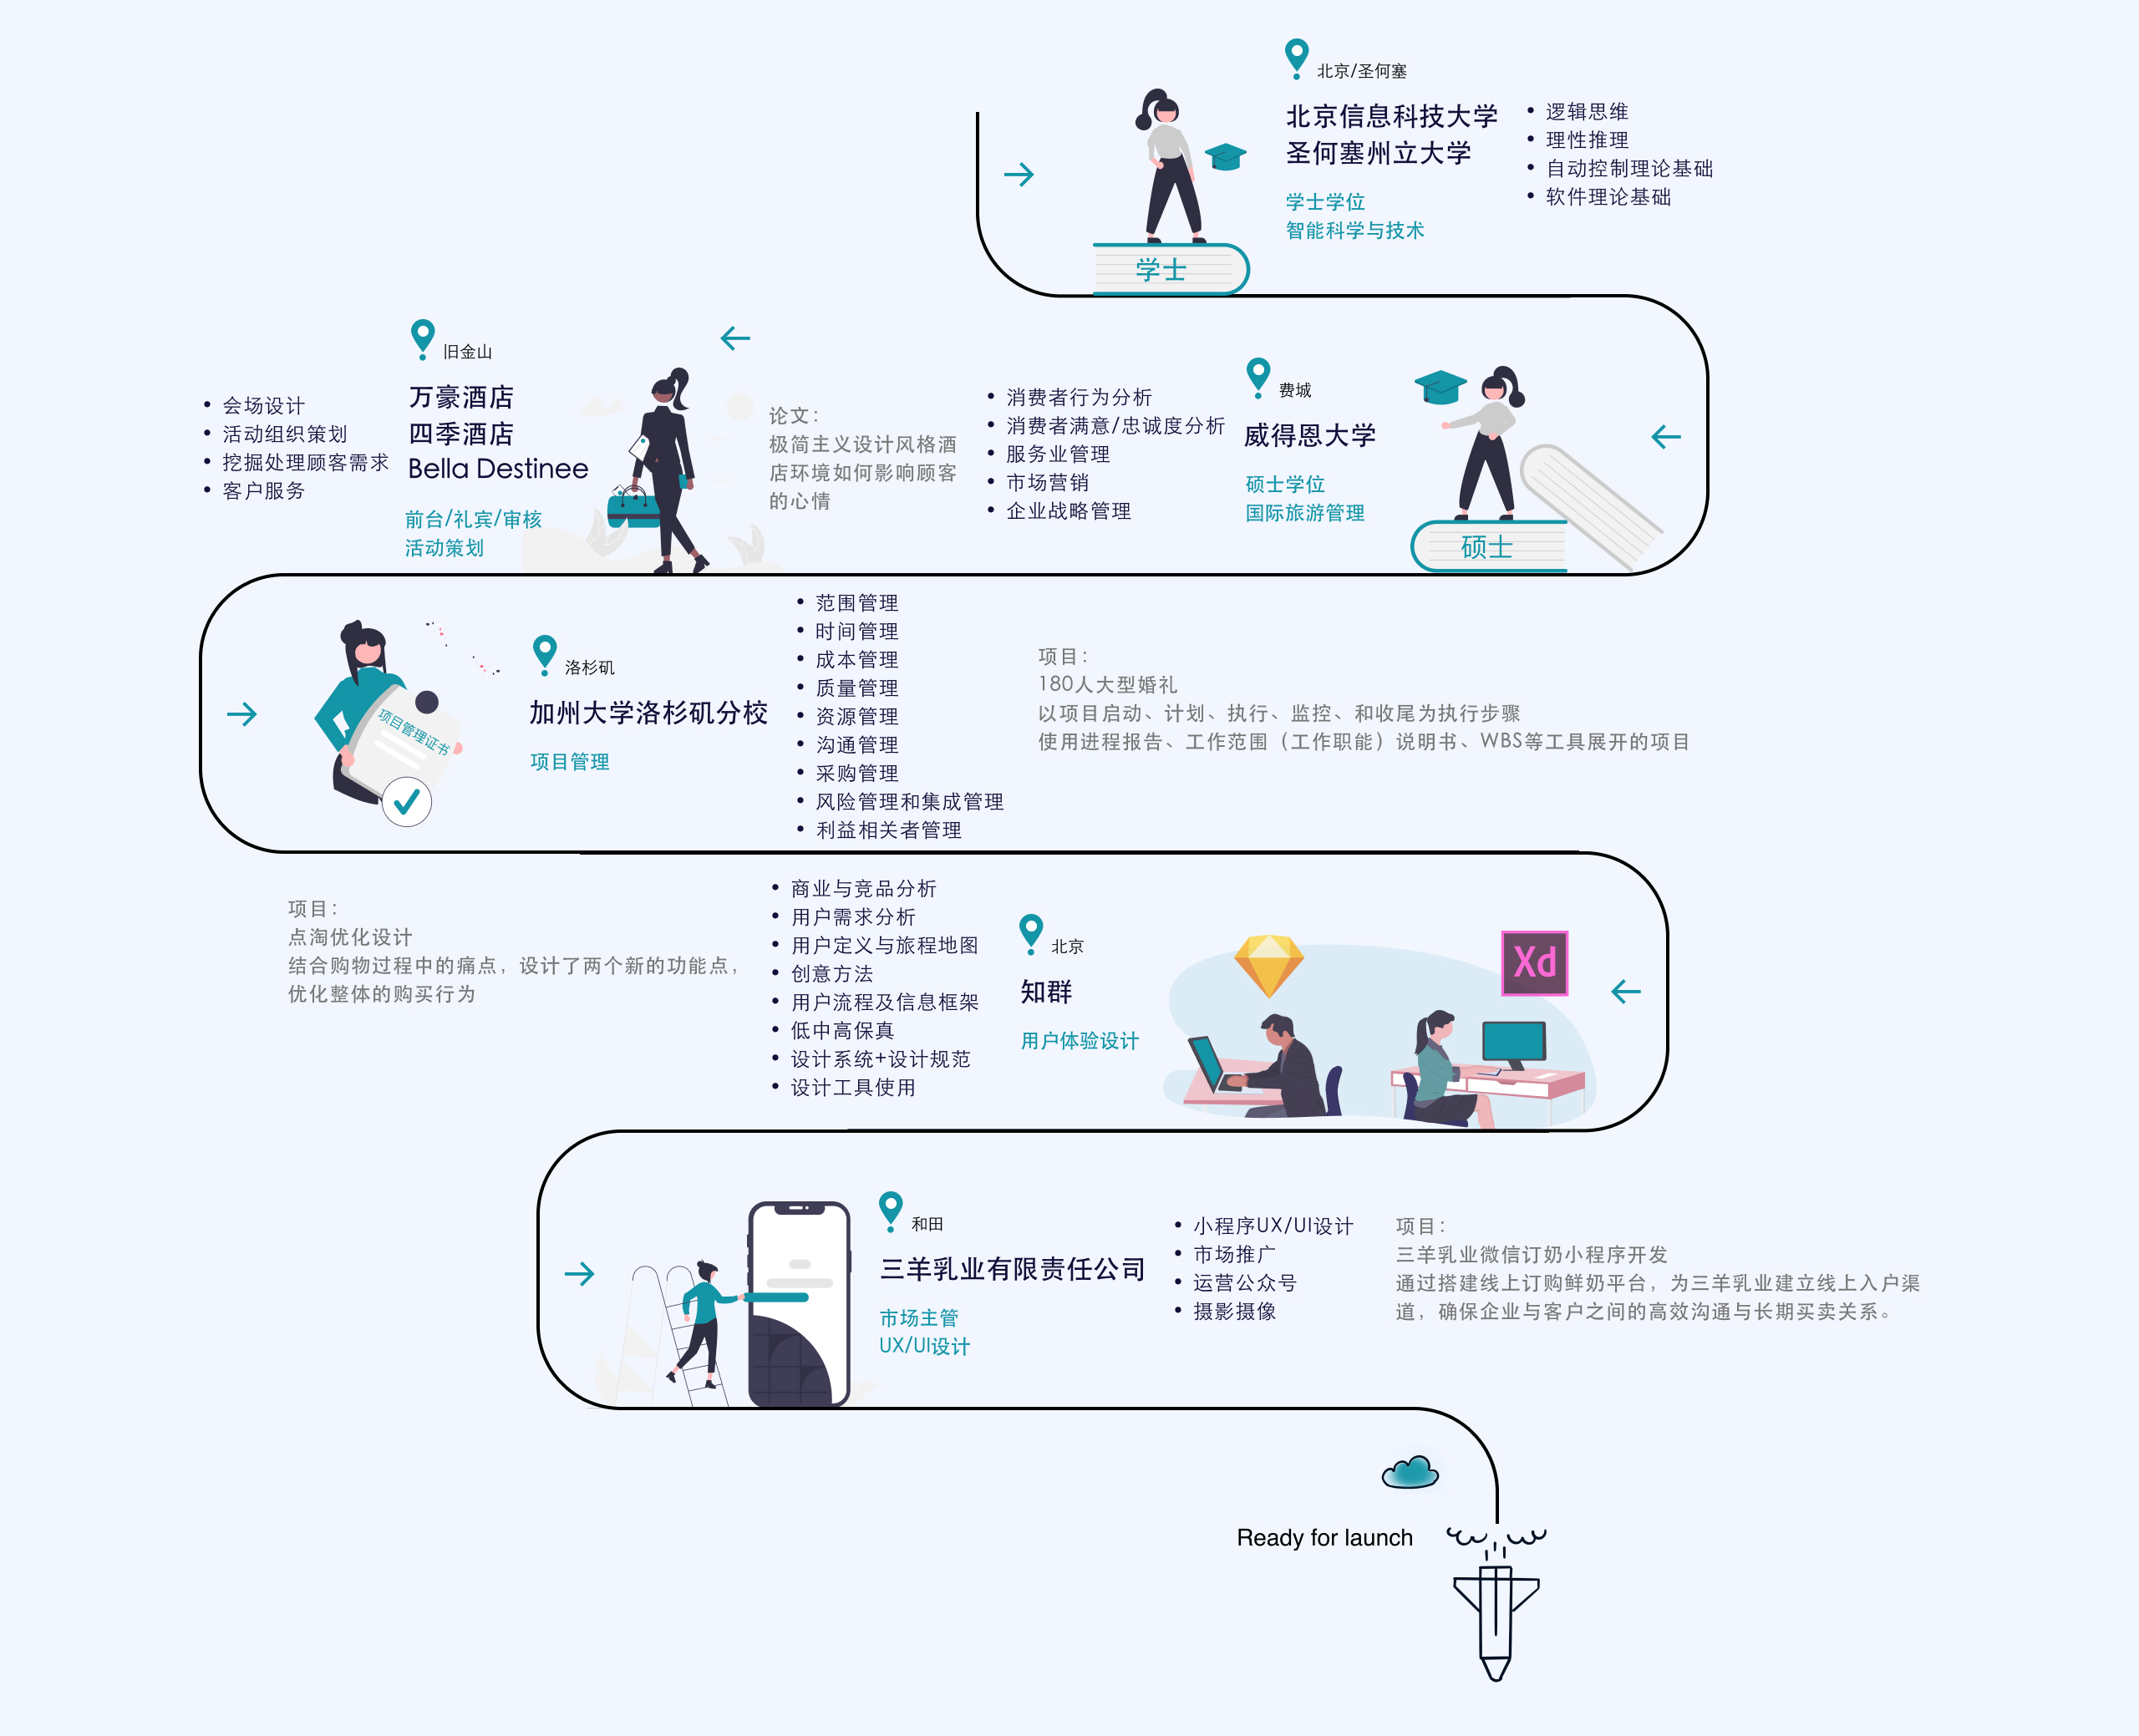 北京/圣何塞
北京信息科技大学
圣何塞州立大学
学士学位
智能科学与技术
• 逻辑思维
• 理性推理
• 自动控制理论基础
• 软件理论基础
学士
费城
威得恩大学
硕士学位
国际旅游管理
• 消费者行为分析
• 消费者满意/忠诚度分析
• 服务业管理
• 市场营销
• 企业战略管理
硕士
论文：
极简主义设计风格酒
店环境如何影响顾客
的心情
旧金山
万豪酒店
四季酒店
Bella Destinee
前台/礼宾/审核
活动策划
• 会场设计
• 活动组织策划
• 挖掘处理顾客需求
• 客户服务
项目管理证书
洛杉矶
加州大学洛杉矶分校
项目管理
• 范围管理
• 时间管理
• 成本管理
• 质量管理
• 资源管理
• 沟通管理
• 采购管理
• 风险管理和集成管理
• 利益相关者管理
项目：
180人大型婚礼
以项目启动、计划、执行、监控、和收尾为执行步骤
使用进程报告、工作范围（工作职能）说明书、WBS等工具展开的项目
Xd
北京
知群
用户体验设计
• 商业与竞品分析
• 用户需求分析
• 用户定义与旅程地图
• 创意方法
• 用户流程及信息框架
• 低中高保真
• 设计系统+设计规范
• 设计工具使用
项目：
点淘优化设计
结合购物过程中的痛点，设计了两个新的功能点，
优化整体的购买行为
和田
三羊乳业有限责任公司
市场主管
UX/UI设计
• 小程序UX/UI设计
• 市场推广
• 运营公众号
• 摄影摄像
项目：
三羊乳业微信订奶小程序开发
通过搭建线上订购鲜奶平台，为三羊乳业建立线上入户渠
道，确保企业与客户之间的高效沟通与长期买卖关系。
Ready for launch